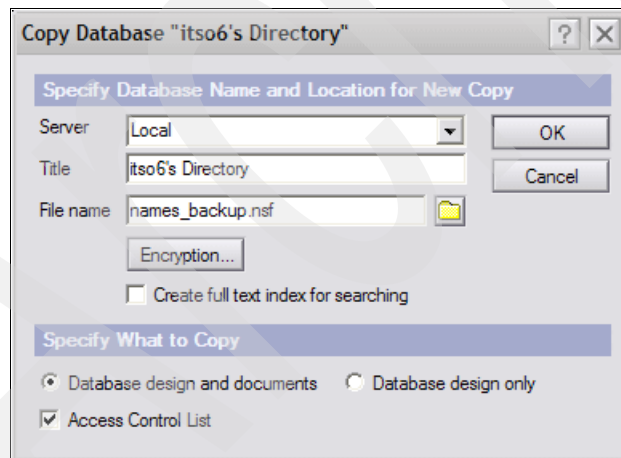 Copy Database "itso6's Directory"
Specify Database Name and Location for New Copy
Server Local OK
Title itso6's Directory Cancel
File name names_backup.nsf
Encryption...
Create full text index for searching
Specify What to Copy
Database design and documents Database design only
Access Control List